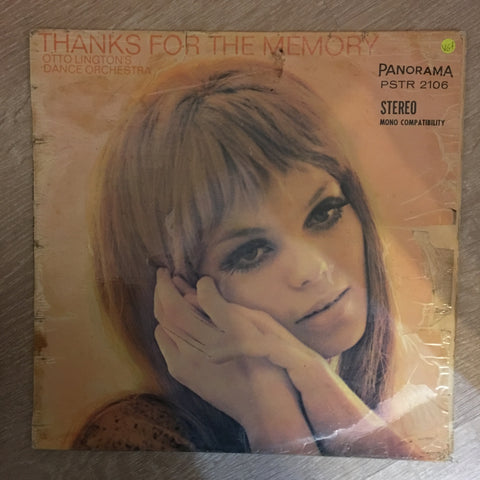 THANKS FOR THE MEMORY
OTTO LINGTON'S
DANCE ORCHESTRA
PANORAMA
PSTR 2106
STEREO
MONO COMPATIBILITY